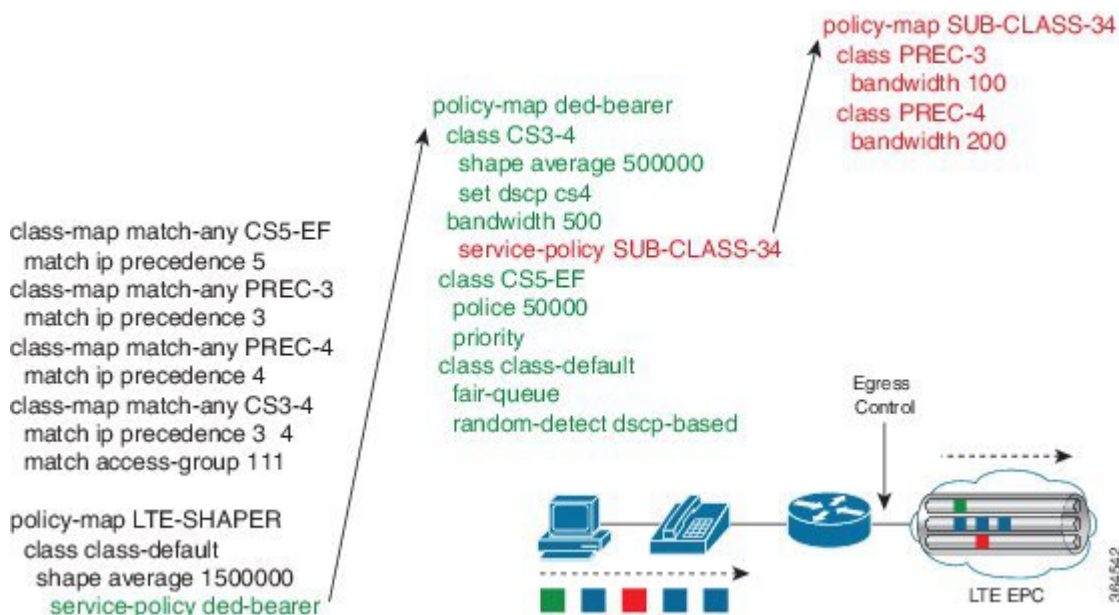 class-map match-any CS5-EF
match ip precedence 5
class-map match-any PREC-3
match ip precedence 3
class-map match-any PREC-4
match ip precedence 4
class-map match-any CS3-4
match ip precedence 3 4
match access-group 111
policy-map LTE-SHAPER
class class-default
shape average 1500000
service-policy ded-bearer
policy-map ded-bearer
class CS3-4
shape average 500000
set dscp cs4
bandwidth 500
service-policy SUB-CLASS-34
class CS5-EF
police 50000
priority
class class-default
fair-queue
random-detect dscp-based
policy-map SUB-CLASS-34
class PREC-3
bandwidth 100
class PREC-4
bandwidth 200
Egress
Control
LTE EPC
364542